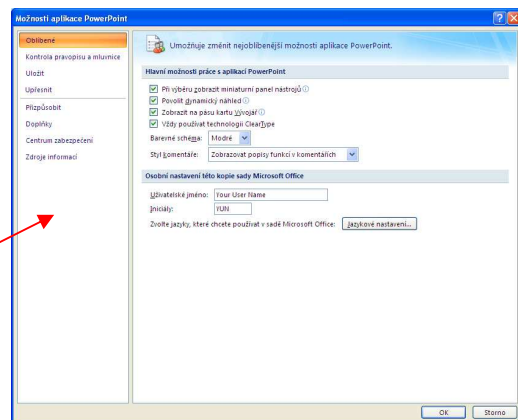 Možnosti aplikace PowerPoint
Oblíbené
Kontrola pravopisu a mluvnice
Uložit
Upřesnit
Přizpůsobit
Doplňky
Centrum zabezpečení
Zdroje informací
Umožňuje změnit nejoblíbenější možnosti aplikace PowerPoint.
Hlavní možnosti práce s aplikací PowerPoint
Při výběru zobrazit miniaturní panel nástrojů
Povolit dynamický náhled
Zobrazit na pásu kartu Vývojář
Vždy používat technologii ClearType
Barevné schéma: Modré
Styl komentáře: Zobrazovat popisy funkcí v komentářích
Osobní nastavení této kopie sady Microsoft Office
Uživatelské jméno: Your User Name
Iniciály: YUN
Zvolte jazyky, které chcete používat v sadě Microsoft Office: Jazykové nastavení...
OK Storno